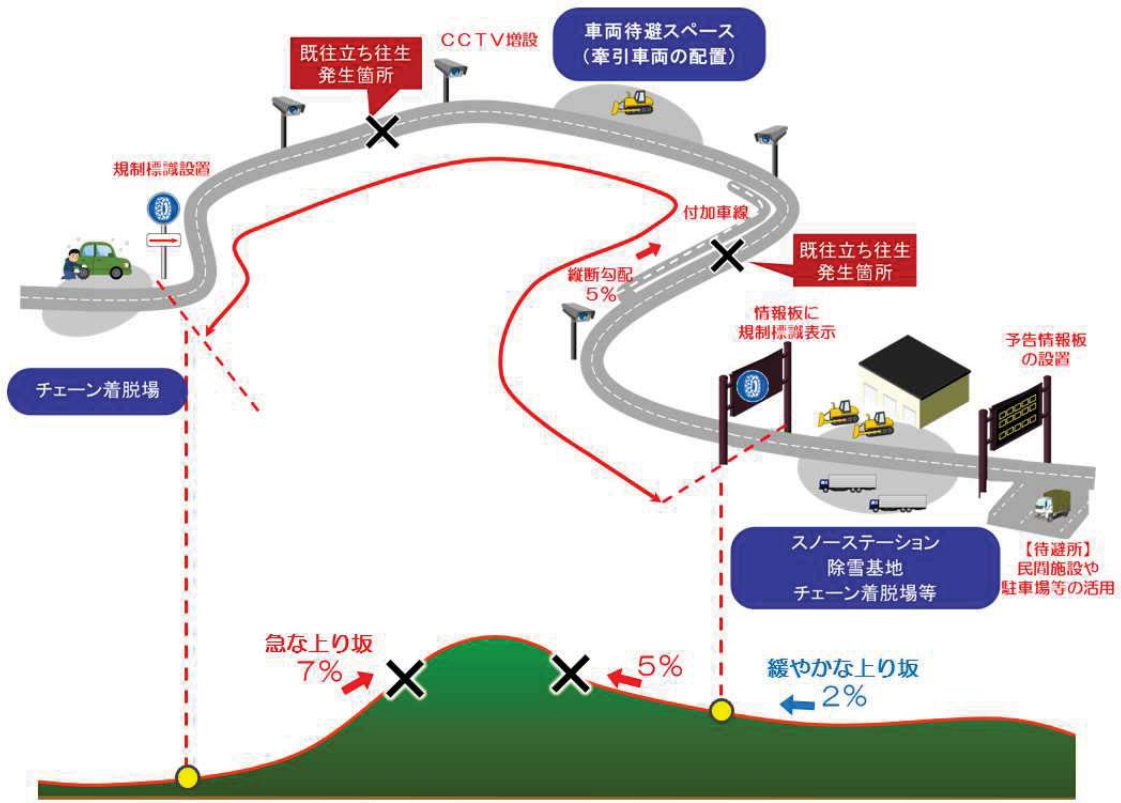 CCTV増設
車両待避スペース
(牽引車両の配置)
既往立ち往生
発生箇所
規制標識設置
付加車線
既往立ち往生
発生箇所
縦断勾配
5%
情報板に
規制標識表示
予告情報板
の設置
チェーン着脱場
スノーステーション
除雪基地
チェーン着脱場等
【待避所】
民間施設や
駐車場等の活用
急な上り坂
7%
5%
緩やかな上り坂
2%